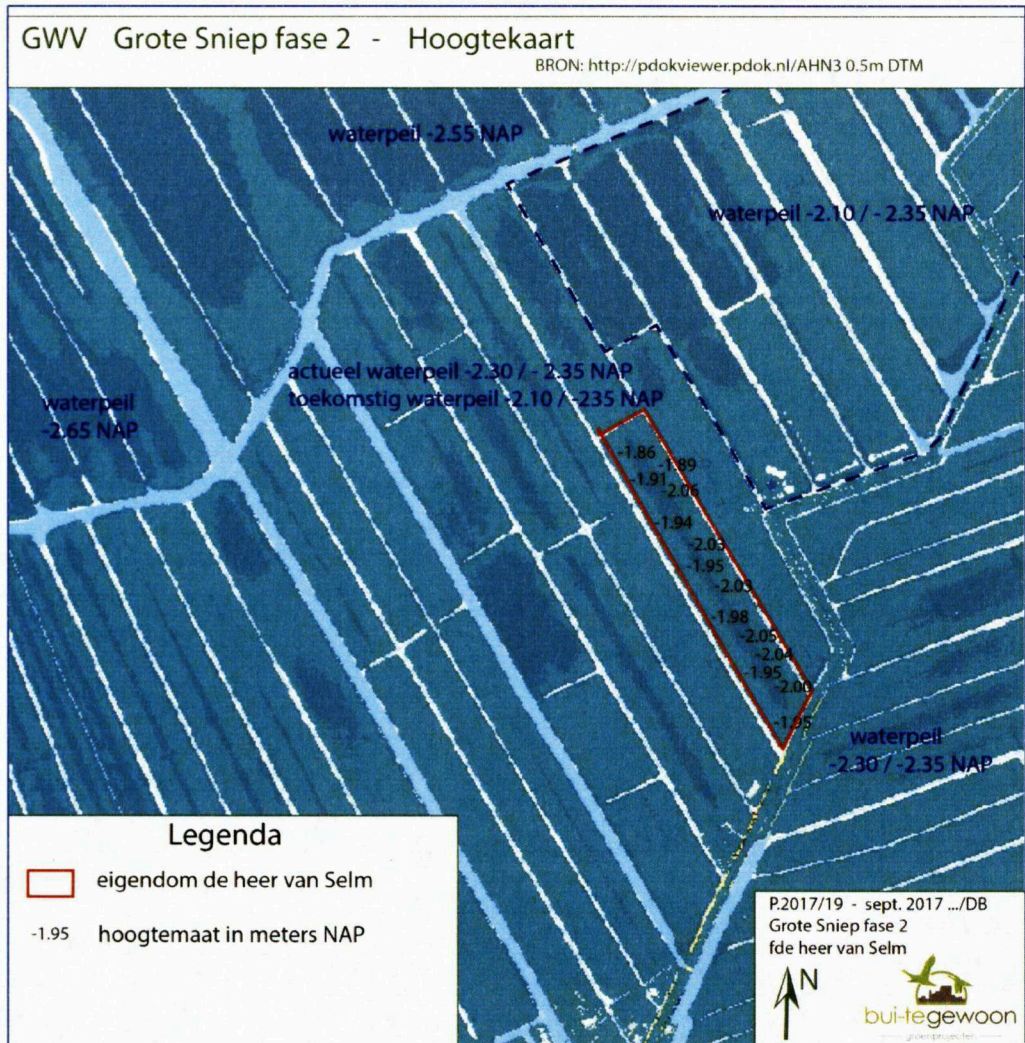 GWV Grote Sniep fase 2 - Hoogtekaart
BRON: http://pdokviewer.pdok.nl/AHN3 0.5m DTM
waterpeil -2.55 NAP
waterpeil -2.10 / - 2.35 NAP
actueel waterpeil -2.30 / - 2.35 NAP
toekomstig waterpeil -2.10 / -235 NAP
waterpeil
-2.65 NAP
-1.86
-1.89
-1.91
-2.06
-1.94
-2.03
-1.95
-2.03
-1.98
-2.05
-2.04
-1.95
-2.00
-1.95
waterpeil
-2.30 / -2.35 NAP
Legenda
eigendom de heer van Selm
-1.95 hoogtemaat in meters NAP
P.2017/19 - sept. 2017 .../DB
Grote Sniep fase 2
fde heer van Selm
N
bui-tegewoon
groenprojecten